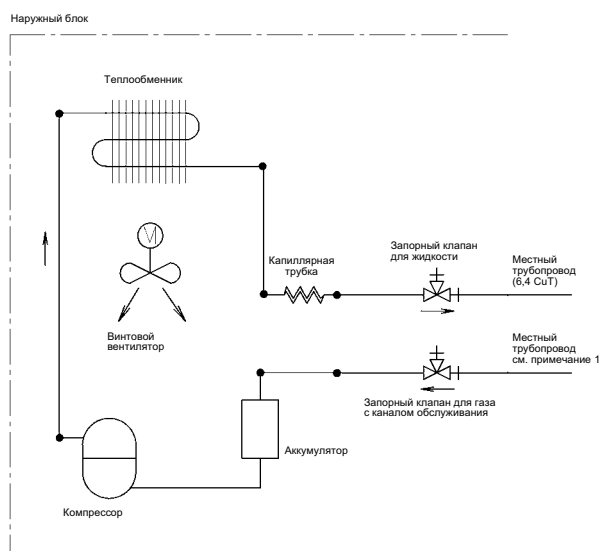 Наружный блок
Теплообменник
Капиллярная
трубка
Запорный клапан
для жидкости
Местный
трубопровод
(6,4 CuT)
Винтовой
вентилятор
Местный
трубопровод
см. примечание 1
Запорный клапан для газа
с каналом обслуживания
Аккумулятор
Компрессор